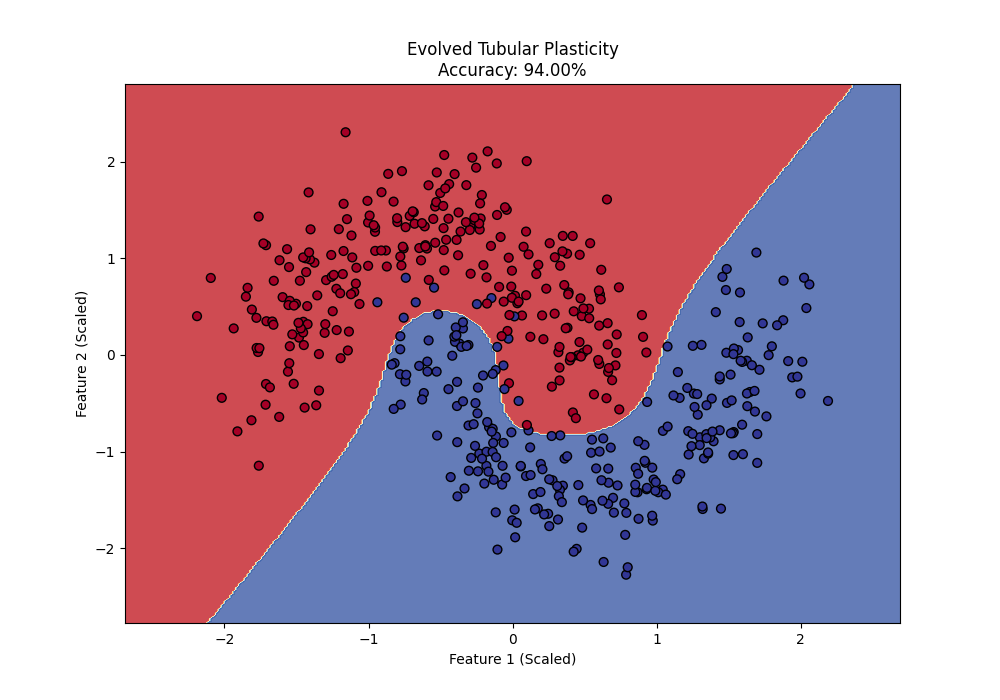 Evolved Tubular Plasticity
Accuracy: 94.00%
2
1
0
−1
−2
Feature 2 (Scaled)
−2 −1 0 1 2
Feature 1 (Scaled)